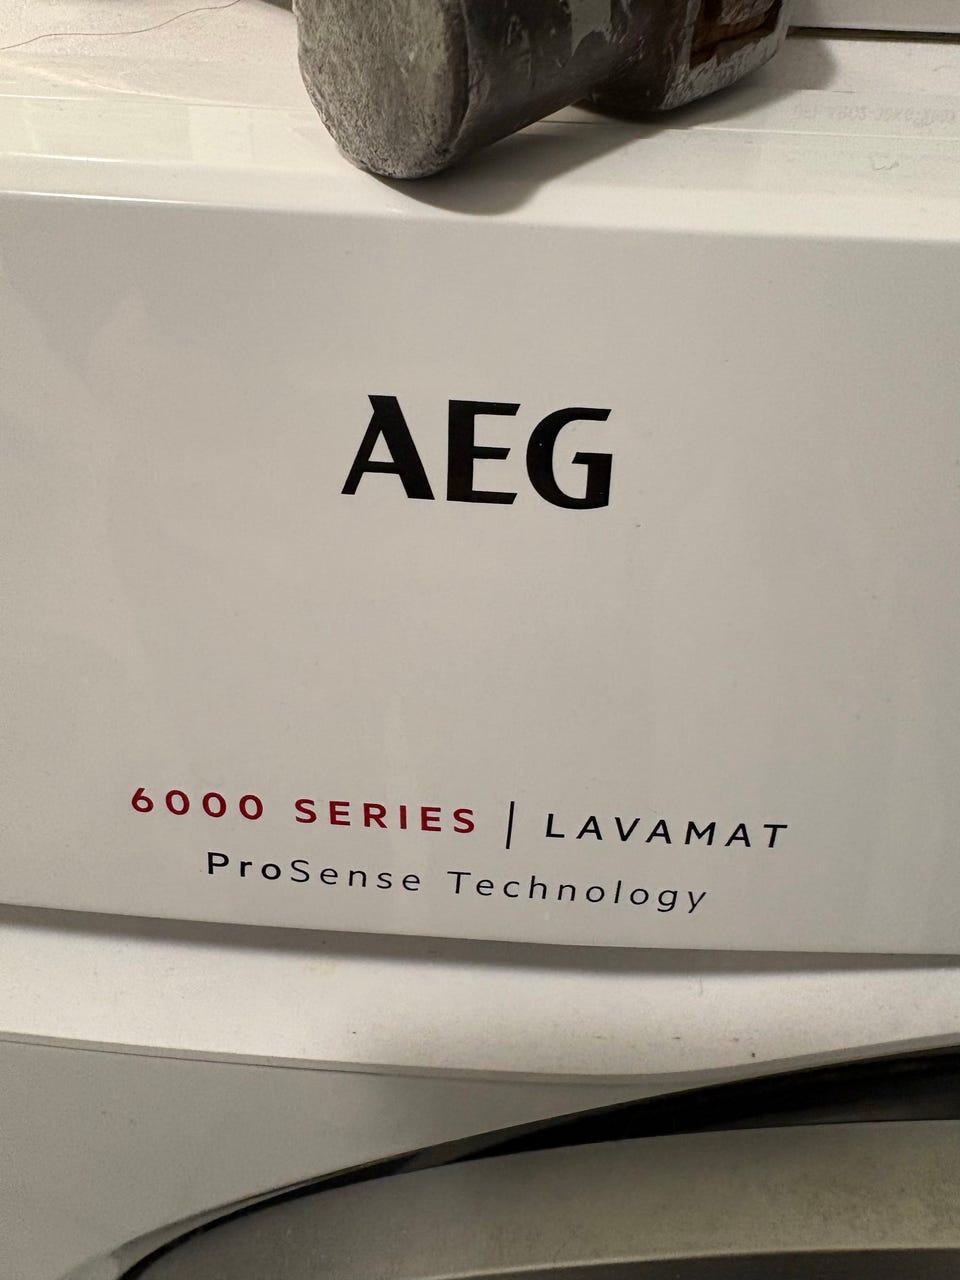 AEG
6000 SERIES | LAVAMAT
ProSense Technology